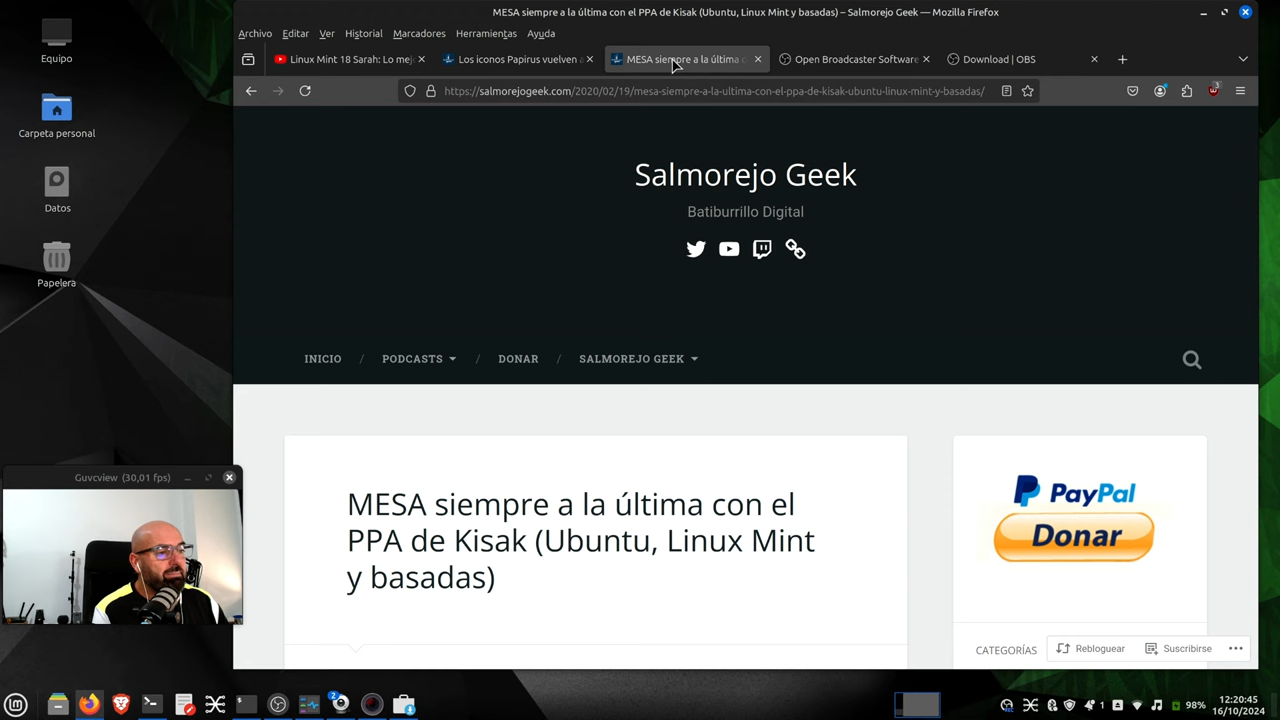 MESA siempre a la última con el PPA de Kisak (Ubuntu, Linux Mint y basadas) – Salmorejo Geek — Mozilla Firefox
Archivo Editar Ver Historial Marcadores Herramientas Ayuda
Linux Mint 18 Sarah: Lo mej
Los iconos Papirus vuelven a
MESA siempre a la última c
Open Broadcaster Software
Download | OBS
https://salmorejogeek.com/2020/02/19/mesa-siempre-a-la-ultima-con-el-ppa-de-kisak-ubuntu-linux-mint-y-basadas/
Equipo
Carpeta personal
Datos
Papelera
Salmorejo Geek
Batiburrillo Digital
INICIO / PODCASTS / DONAR / SALMOREJO GEEK
MESA siempre a la última con el
PPA de Kisak (Ubuntu, Linux Mint
y basadas)
PayPal
Donar
CATEGORÍAS
Rebloguear
Suscribirse
Guvcview (30,01 fps)
2
1
98%
12:20:45
16/10/2024